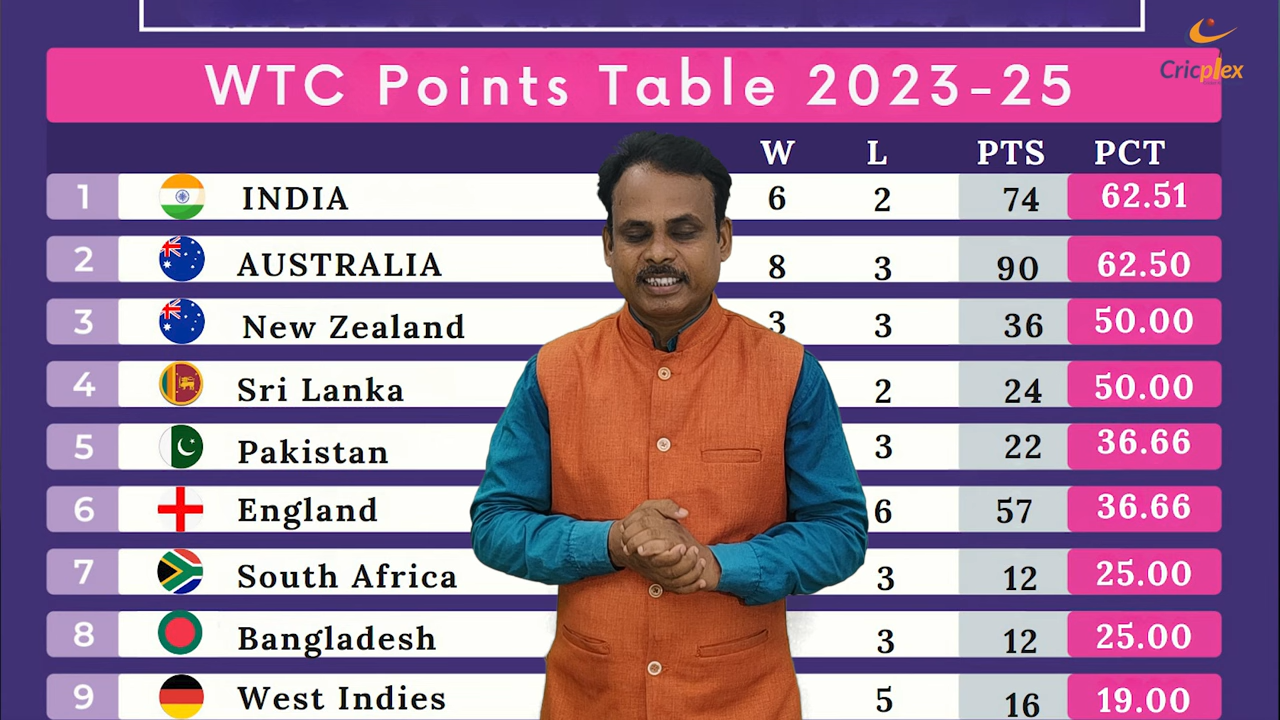 WTC Points Table 2023-25
Cricplex
W L PTS PCT
1 INDIA 6 2 74 62.51
2 AUSTRALIA 8 3 90 62.50
3 New Zealand 3 3 36 50.00
4 Sri Lanka 2 24 50.00
5 Pakistan 3 22 36.66
6 England 6 57 36.66
7 South Africa 3 12 25.00
8 Bangladesh 3 12 25.00
9 West Indies 5 16 19.00